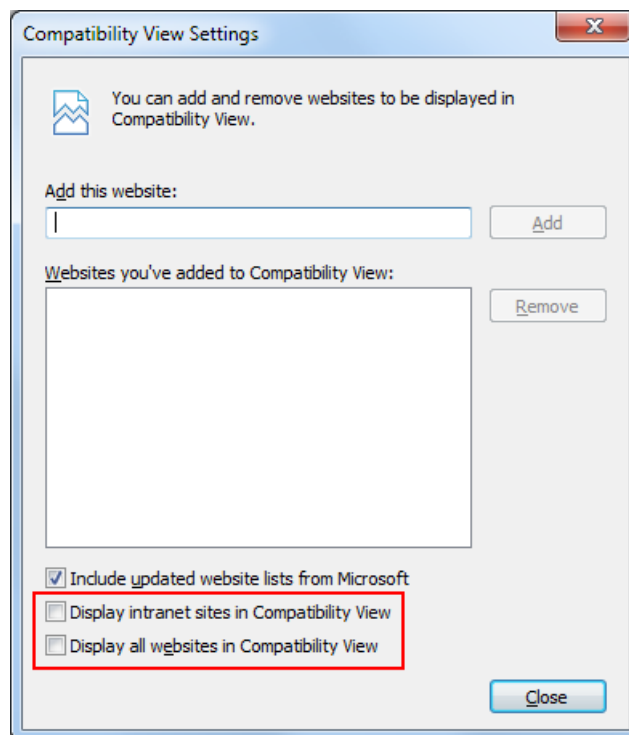 Compatibility View Settings
You can add and remove websites to be displayed in
Compatibility View.
Add this website:
Add
Websites you've added to Compatibility View:
Remove
Include updated website lists from Microsoft
Display intranet sites in Compatibility View
Display all websites in Compatibility View
Close